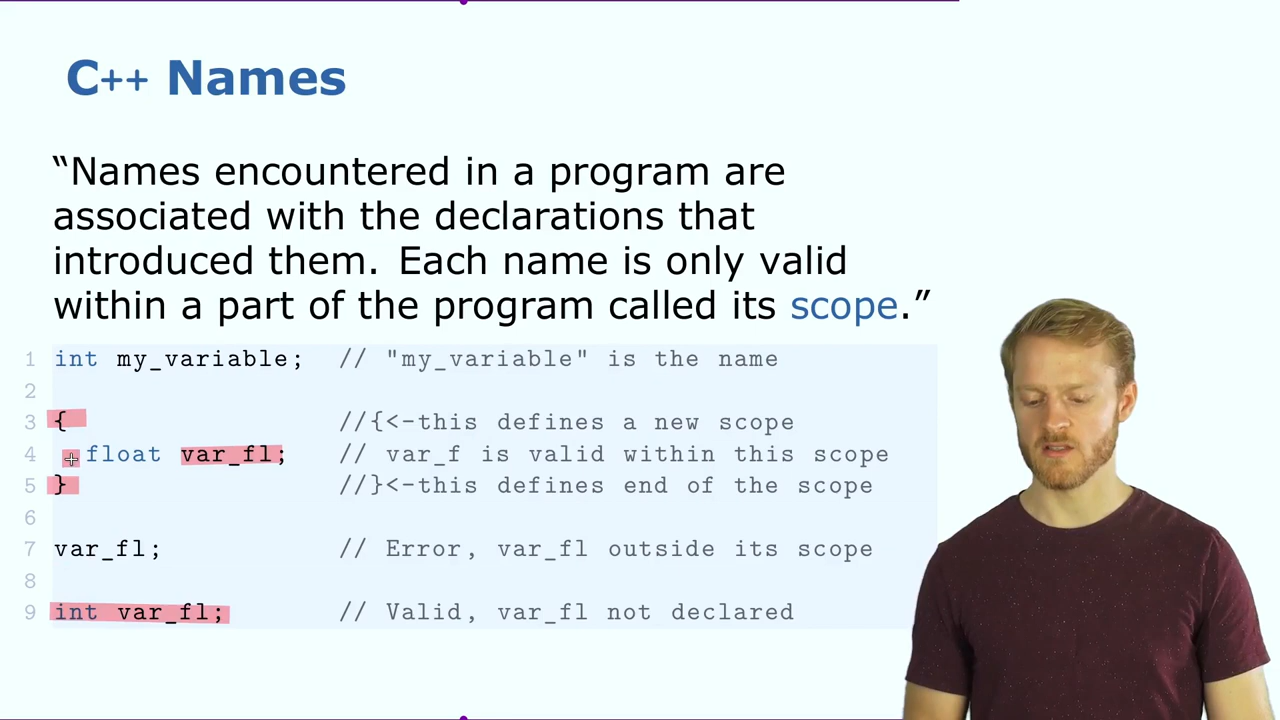 C++ Names
“Names encountered in a program are
associated with the declarations that
introduced them. Each name is only valid
within a part of the program called its scope.”
1 int my_variable; // "my_variable" is the name
2
3 { //{<-this defines a new scope
4 float var_fl; // var_f is valid within this scope
5 } //}<-this defines end of the scope
6
7 var_fl; // Error, var_fl outside its scope
8
9 int var_fl; // Valid, var_fl not declared